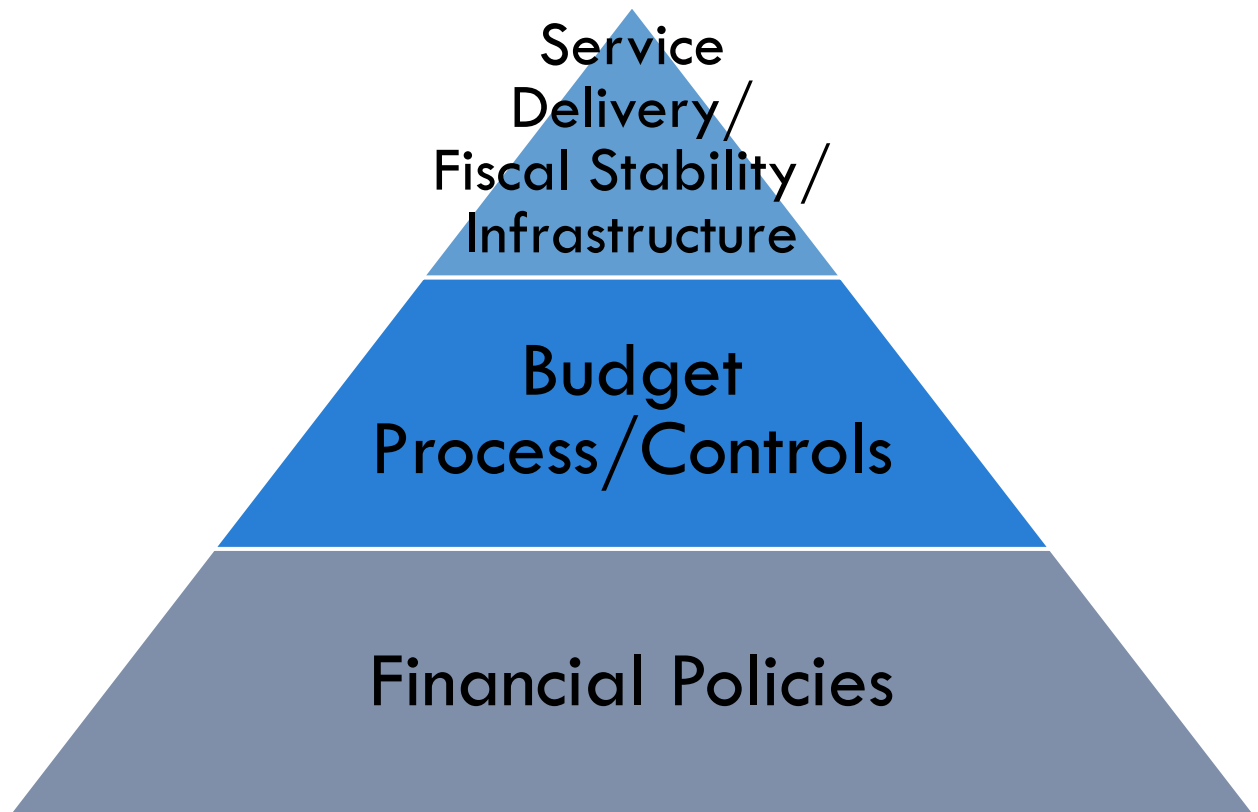 Service
Delivery/
Fiscal Stability/
Infrastructure
Budget
Process/Controls
Financial Policies